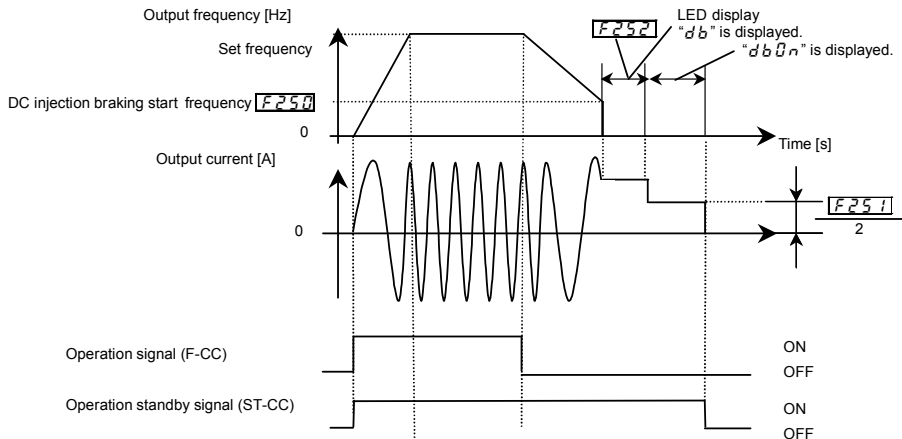 Output frequency [Hz]
Set frequency
F252
LED display
“db” is displayed.
“db0n” is displayed.
DC injection braking start frequency F250
0
Time [s]
Output current [A]
F251
2
0
Operation signal (F-CC)
ON
OFF
Operation standby signal (ST-CC)
ON
OFF